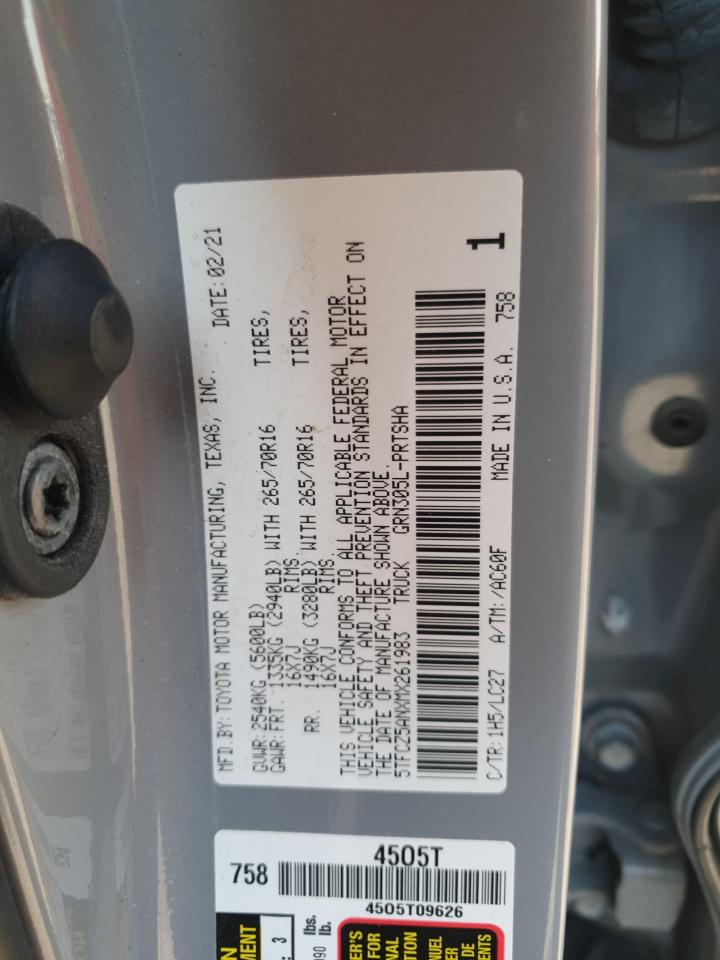 MFD.BY:TOYOTA MOTOR MANUFACTURING, TEXAS, INC. DATE:02/21
GVWR:2540KG (5600LB)
GAWR:FRT. 1335KG (2940LB) WITH 265/70R16 TIRES,
16X7J RIMS
RR. 1490KG (3280LB) WITH 265/70R16 TIRES,
16X7J RIMS.
THIS VEHICLE CONFORMS TO ALL APPLICABLE FEDERAL MOTOR
VEHICLE SAFETY AND THEFT PREVENTION STANDARDS IN EFFECT ON
THE DATE OF MANUFACTURE SHOWN ABOVE.
5TFCZ5ANXMX261983 TRUCK GRN305L-PRTSHA
1
C/TR:1H5/LC27 A/TM:/AC60F MADE IN U.S.A. 758
4505T
758
4505T09626
3
lbs.
lb.
FOR